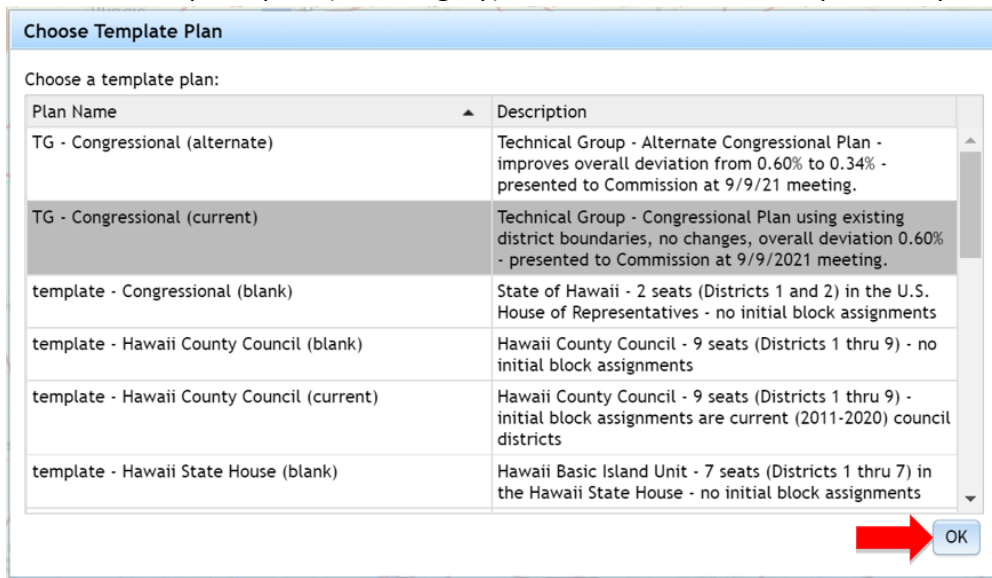 Choose Template Plan
Choose a template plan:
Plan Name
Description
TG - Congressional (alternate)
Technical Group - Alternate Congressional Plan -
improves overall deviation from 0.60% to 0.34% -
presented to Commission at 9/9/21 meeting.
TG - Congressional (current)
Technical Group - Congressional Plan using existing
district boundaries, no changes, overall deviation 0.60%
- presented to Commission at 9/9/2021 meeting.
template - Congressional (blank)
State of Hawaii - 2 seats (Districts 1 and 2) in the U.S.
House of Representatives - no initial block assignments
template - Hawaii County Council (blank)
Hawaii County Council - 9 seats (Districts 1 thru 9) - no
initial block assignments
template - Hawaii County Council (current)
Hawaii County Council - 9 seats (Districts 1 thru 9) -
initial block assignments are current (2011-2020) council
districts
template - Hawaii State House (blank)
Hawaii Basic Island Unit - 7 seats (Districts 1 thru 7) in
the Hawaii State House - no initial block assignments
OK